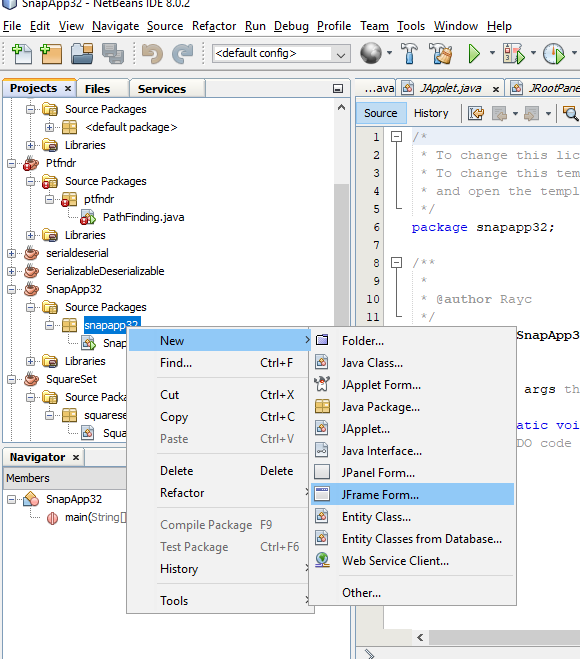 SnapApp32 - NetBeans IDE 8.0.2
File Edit View Navigate Source Refactor Run Debug Profile Team Tools Window Help
<default config>
Projects × Files Services
...ava JApplet.java × JRootPane
Source History
Source Packages
<default package>
Libraries
Ptfndr
Source Packages
ptfndr
PathFinding.java
Libraries
serialdeserial
SerializableDeserializable
SnapApp32
Source Packages
snapapp32
Snap
Libraries
SquareSet
Source Packa
squarese
Squa
1 /*
2 * To change this lic
3 * To change this tem
4 * and open the templ
5 */
6 package snapapp32;
7
8 /**
9 *
10 * @author Rayc
11 */
SnapApp3
args th
atic voi
DO code
New
Find... Ctrl+F
Cut Ctrl+X
Copy Ctrl+C
Paste Ctrl+V
Delete Delete
Refactor
Compile Package F9
Test Package Ctrl+F6
History
Tools
Folder...
Java Class...
JApplet Form...
Java Package...
JApplet...
Java Interface...
JPanel Form...
JFrame Form...
Entity Class...
Entity Classes from Database...
Web Service Client...
Other...
Navigator ×
Members
SnapApp32
main(String[]